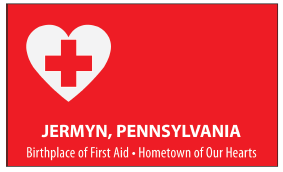 JERMYN, PENNSYLVANIA
Birthplace of First Aid • Hometown of Our Hearts